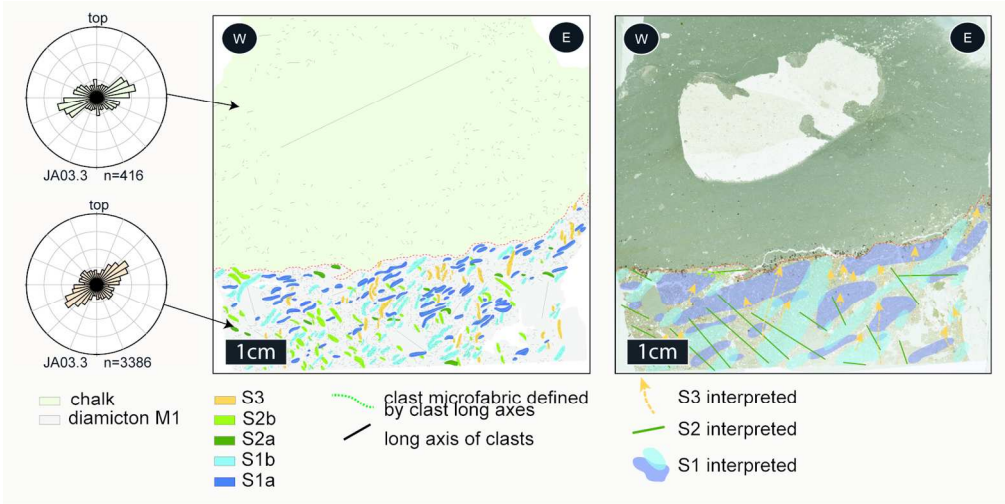 top
JA03.3 n=416
top
JA03.3 n=3386
W
E
1cm
W
E
1cm
chalk
diamicton M1
S3
S2b
S2a
S1b
S1a
clast microfabric defined
by clast long axes
long axis of clasts
S3 interpreted
S2 interpreted
S1 interpreted